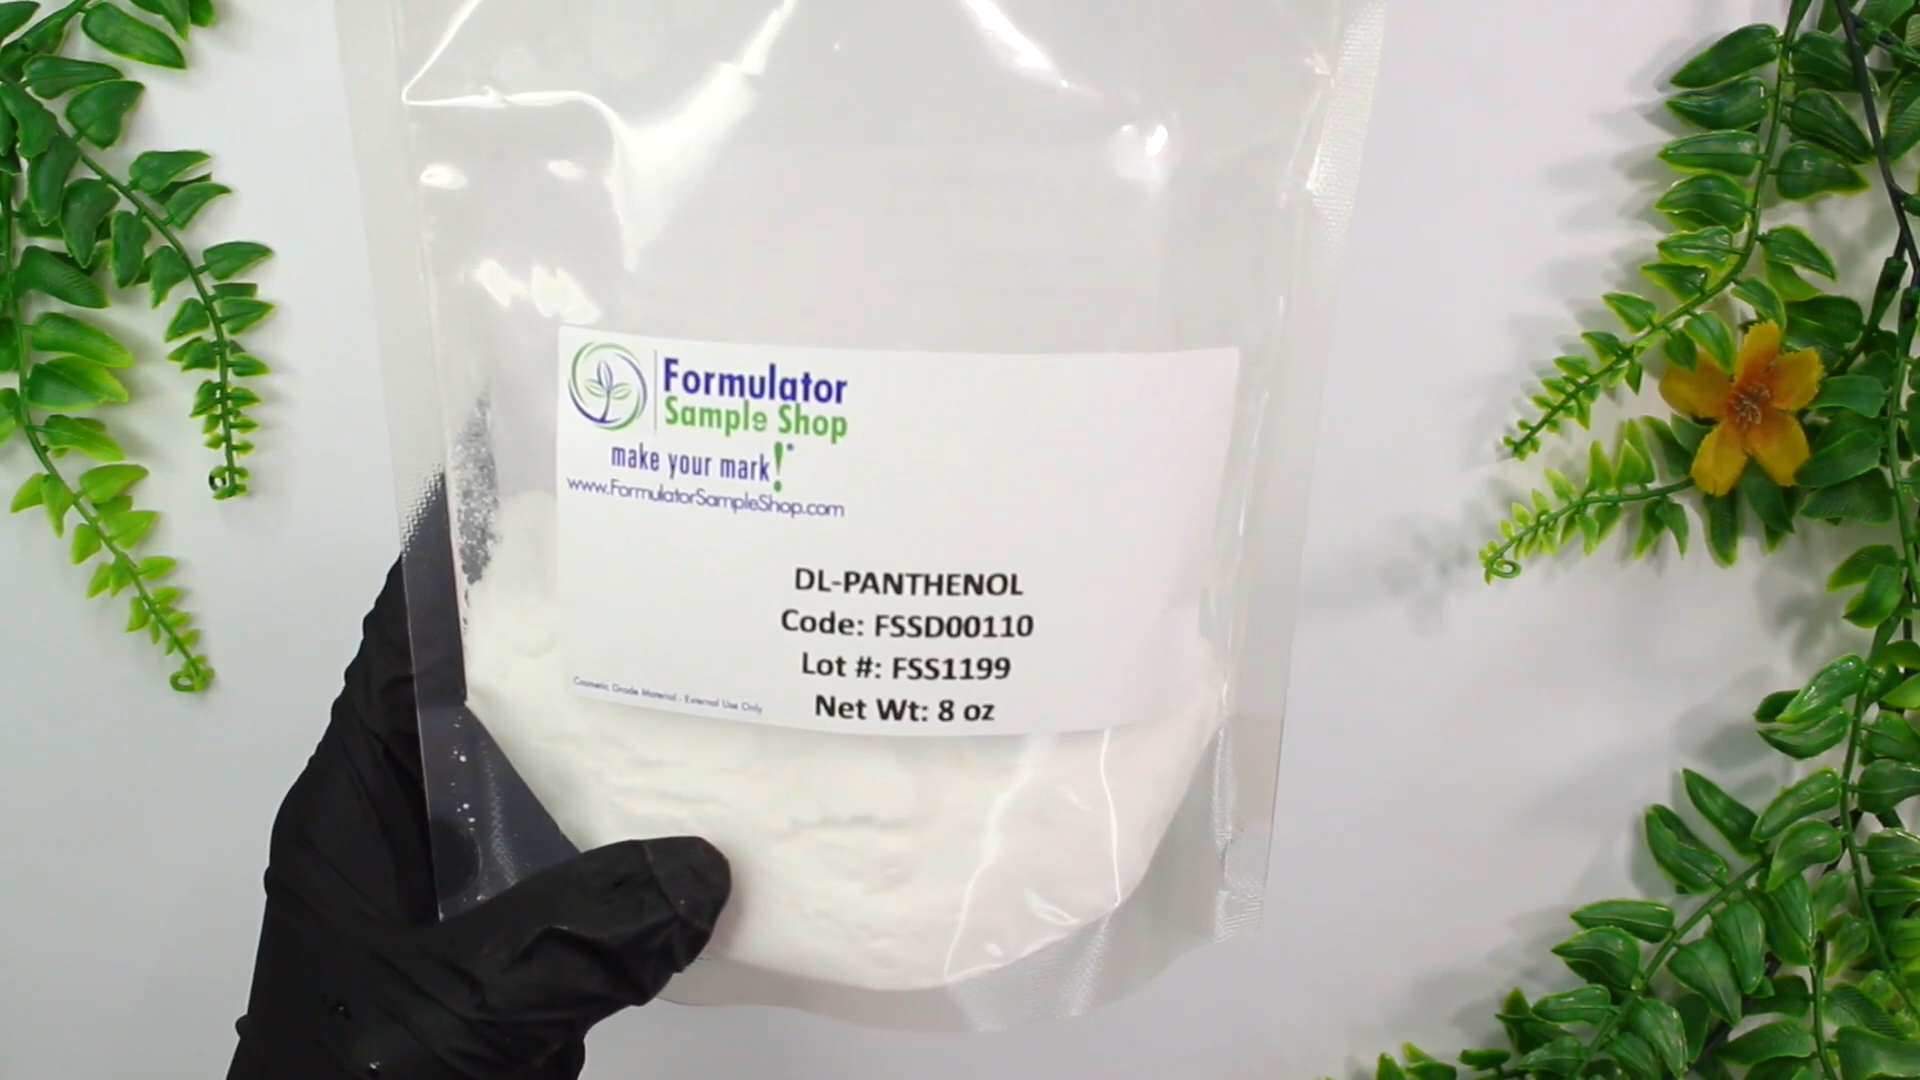 Formulator
Sample Shop
make your mark!
www.FormulatorSampleShop.com
DL-PANTHENOL
Code: FSSD00110
Lot #: FSS1199
Net Wt: 8 oz
Cosmetic Grade Material - External Use Only